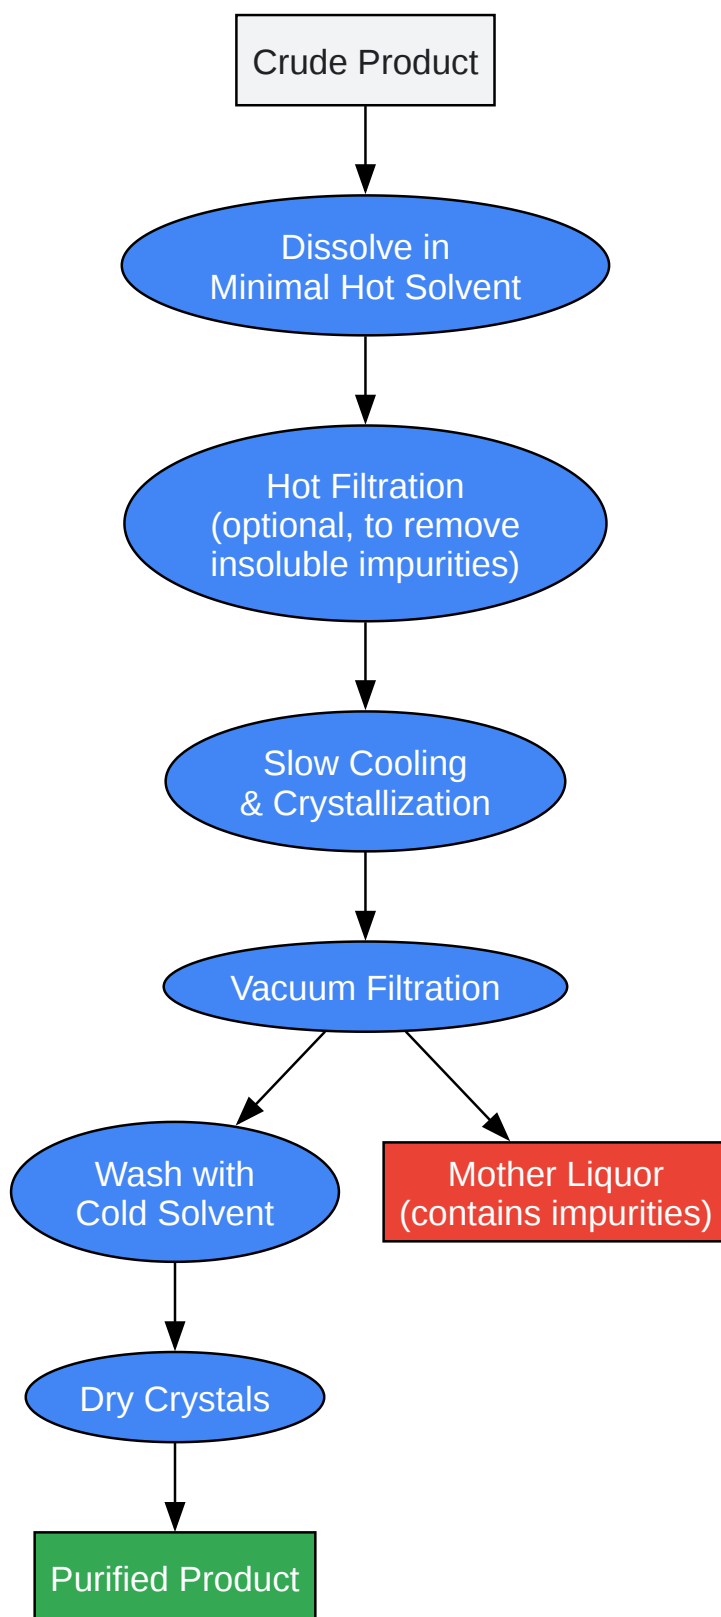 Crude Product
Dissolve in
Minimal Hot Solvent
Hot Filtration
(optional, to remove
insoluble impurities)
Slow Cooling
& Crystallization
Vacuum Filtration
Wash with
Cold Solvent
Mother Liquor
(contains impurities)
Dry Crystals
Purified Product